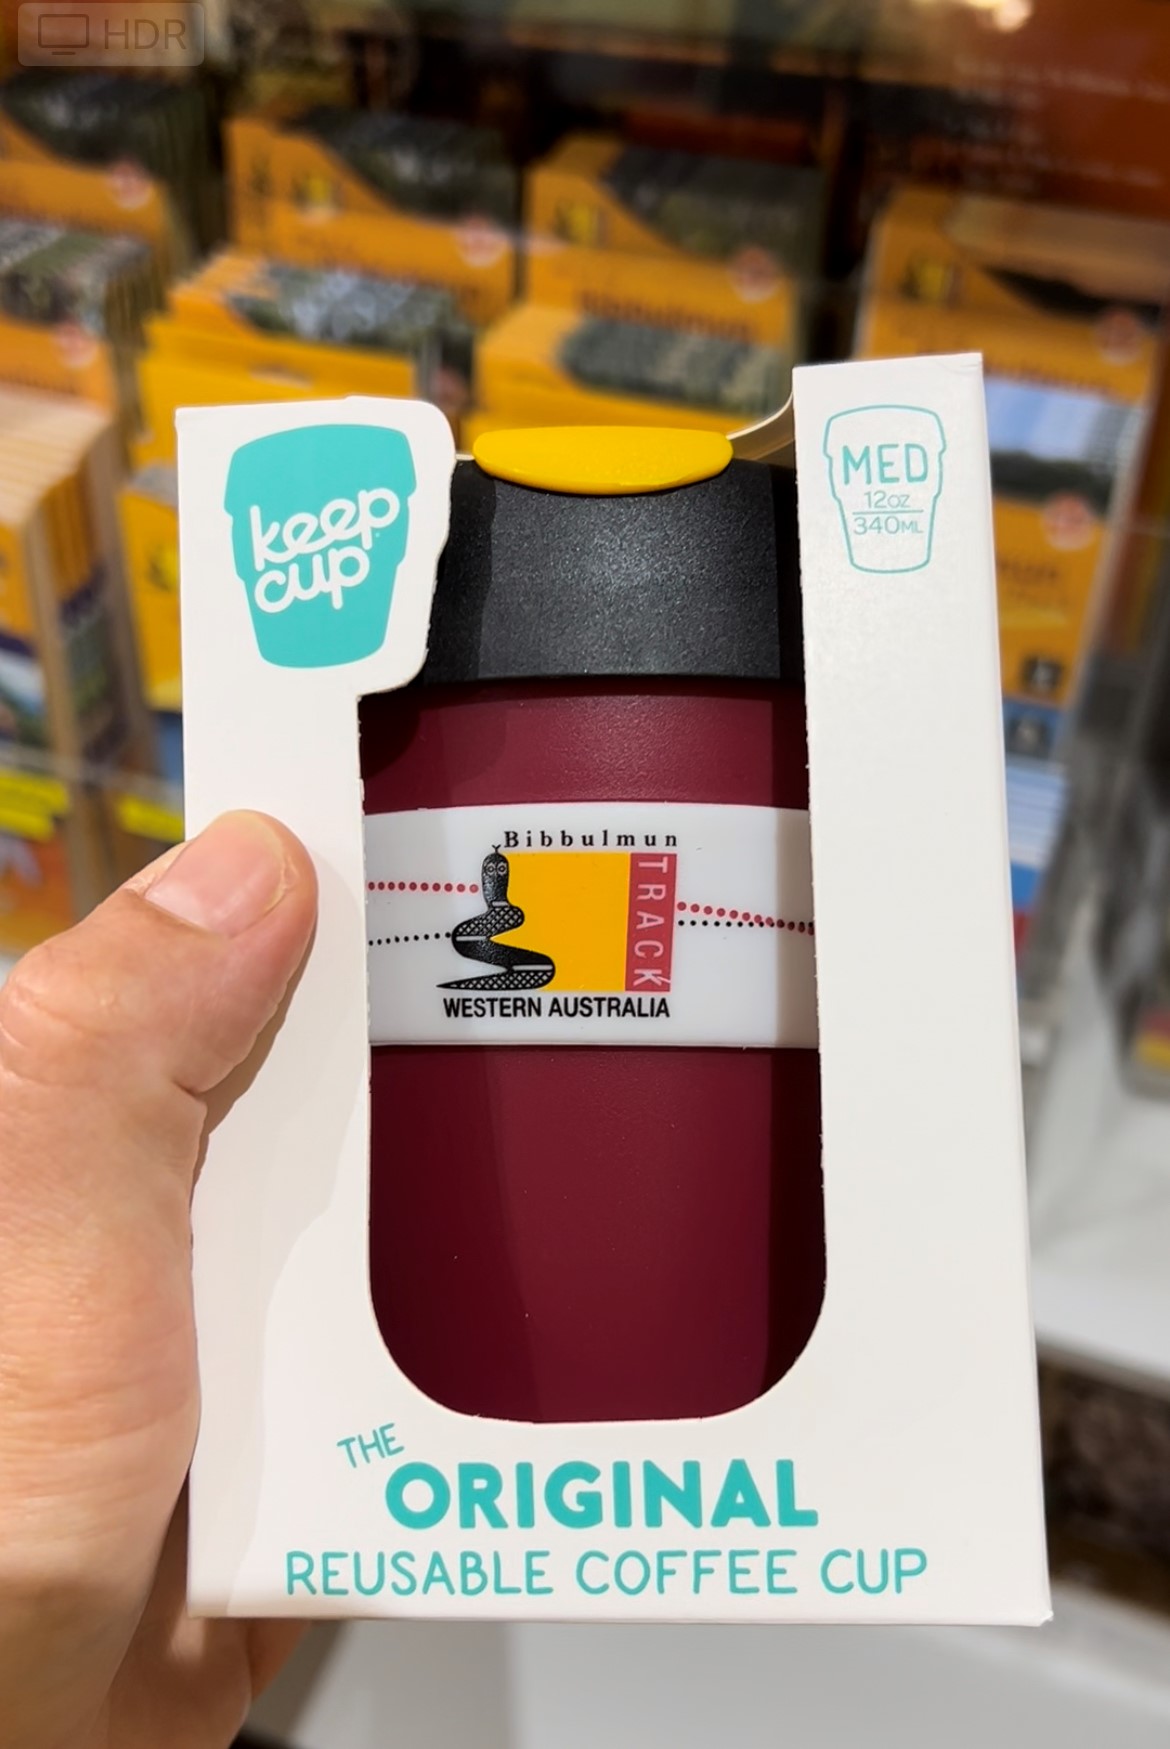 HDR
keep
cup
MED
12oz
340ML
Bibbulmun
TRACK
WESTERN AUSTRALIA
THE
ORIGINAL
REUSABLE COFFEE CUP